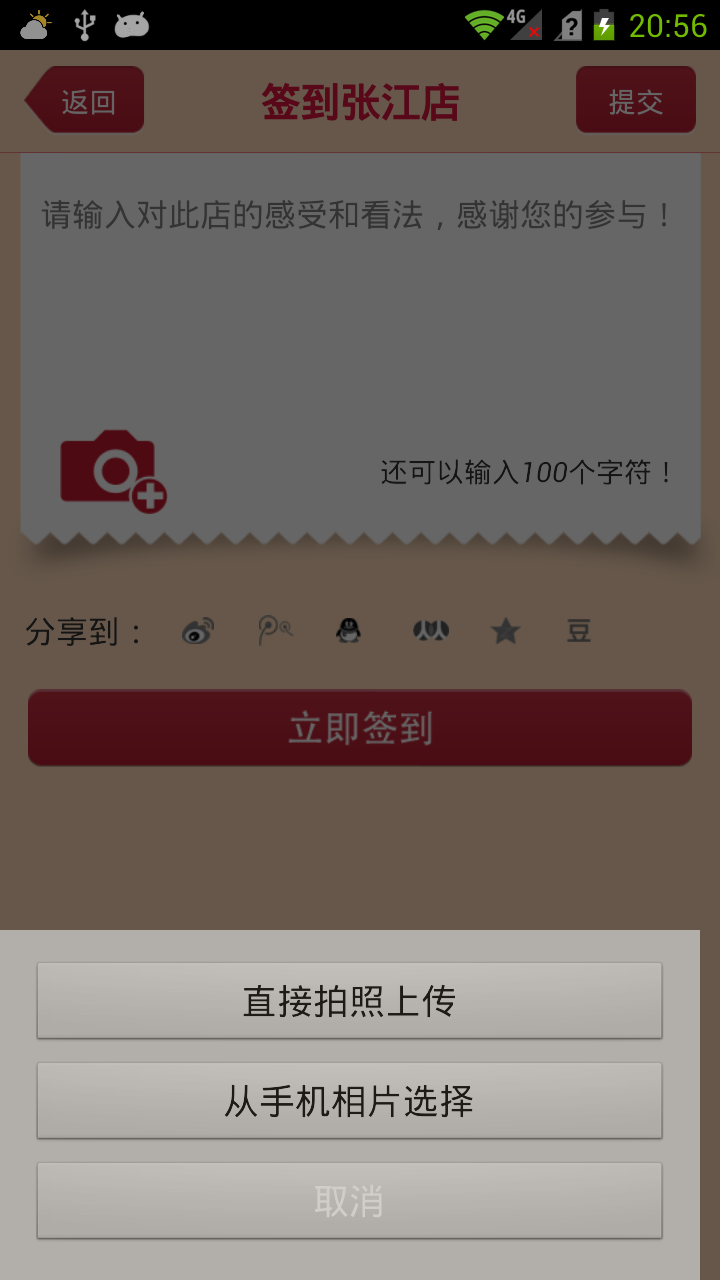 4G 20:56
返回 签到张江店 提交
请输入对此店的感受和看法，感谢您的参与！
还可以输入100个字符！
分享到： 豆
立即签到
直接拍照上传
从手机相片选择
取消